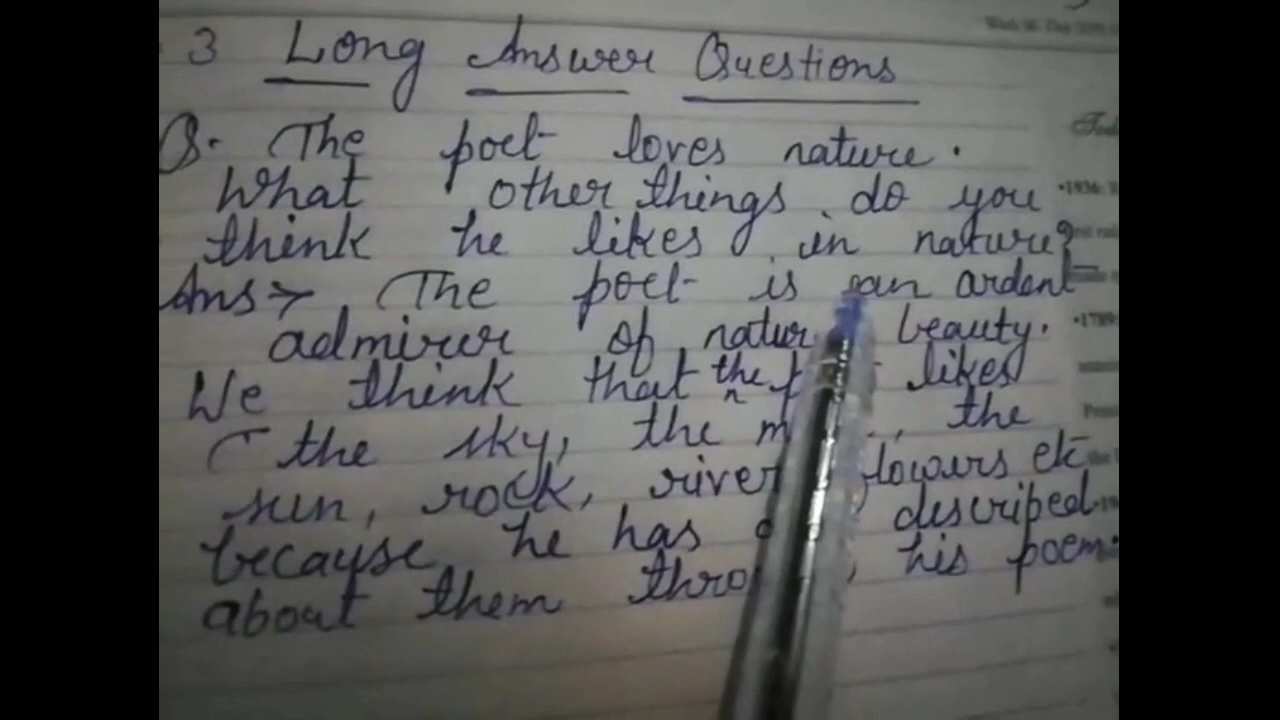 3 Long Answer Questions
Q. The poet loves nature.
What other things do you
think he likes in nature?
Ans> The poet is an ardent
admirer of natur beauty.
We think that the likes
the sky, the the
sun, rock, river flowers etc
because he has descriped
about them his poem